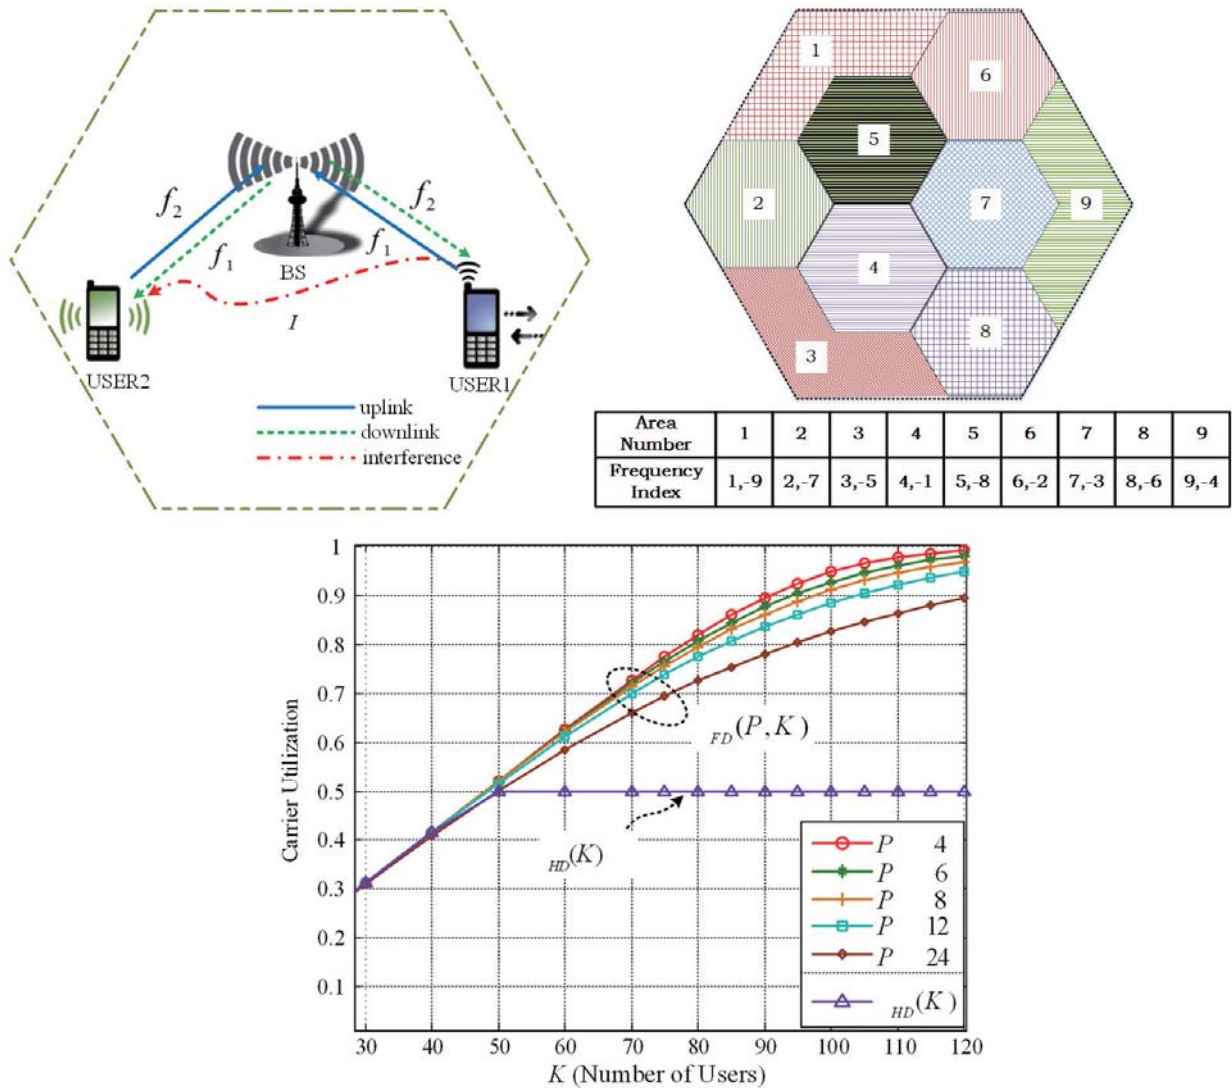 f2
f1
f2
f1
BS
I
USER2
USER1
uplink
downlink
interference
1
6
5
2
7
9
4
8
3
Area Number 1 2 3 4 5 6 7 8 9
Frequency Index 1,-9 2,-7 3,-5 4,-1 5,-8 6,-2 7,-3 8,-6 9,-4
Carrier Utilization
1
0.9
0.8
0.7
0.6
0.5
0.4
0.3
0.2
0.1
FD(P,K)
HD(K)
P 4
P 6
P 8
P 12
P 24
HD(K)
30 40 50 60 70 80 90 100 110 120
K (Number of Users)